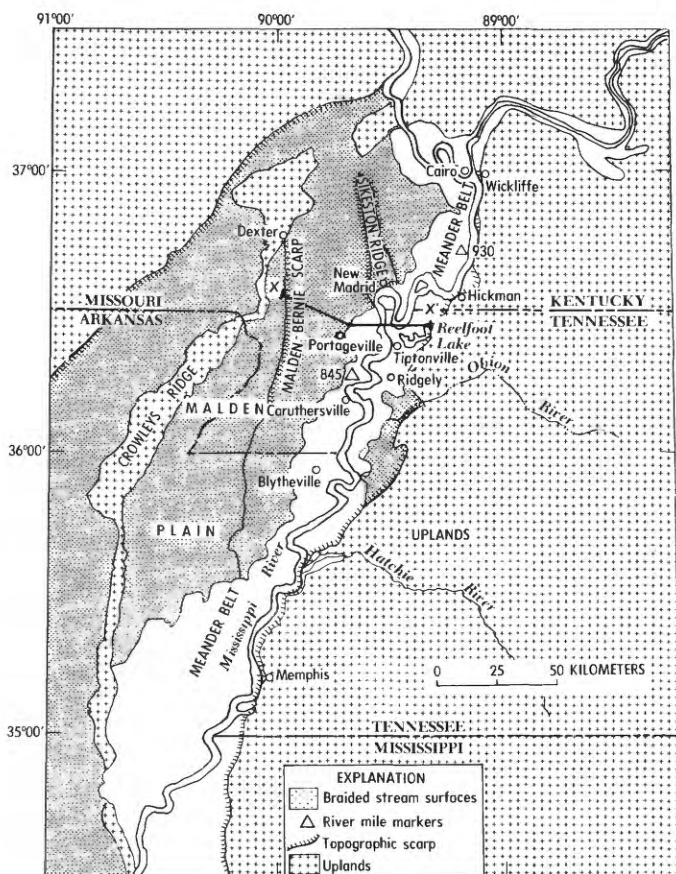 91°00'
90°00'
89°00'
37°00'
Cairo
Wickliffe
Dexter
SIKESTON RIDGE
MEANDER BELT
930
New
Madrid
X
MALDEN BERNIE SCARP
X'
Hickman
MISSOURI
ARKANSAS
KENTUCKY
TENNESSEE
Reelfoot
Lake
Portageville
Tiptonville
845
Ridgely
Obion
River
CROWLEYS RIDGE
MALDEN
Caruthersville
36°00'
Blytheville
PLAIN
UPLANDS
MEANDER BELT
Mississippi River
Hatchie
River
Memphis
0 25 50 KILOMETERS
35°00'
TENNESSEE
MISSISSIPPI
EXPLANATION
Braided stream surfaces
River mile markers
Topographic scarp
Uplands